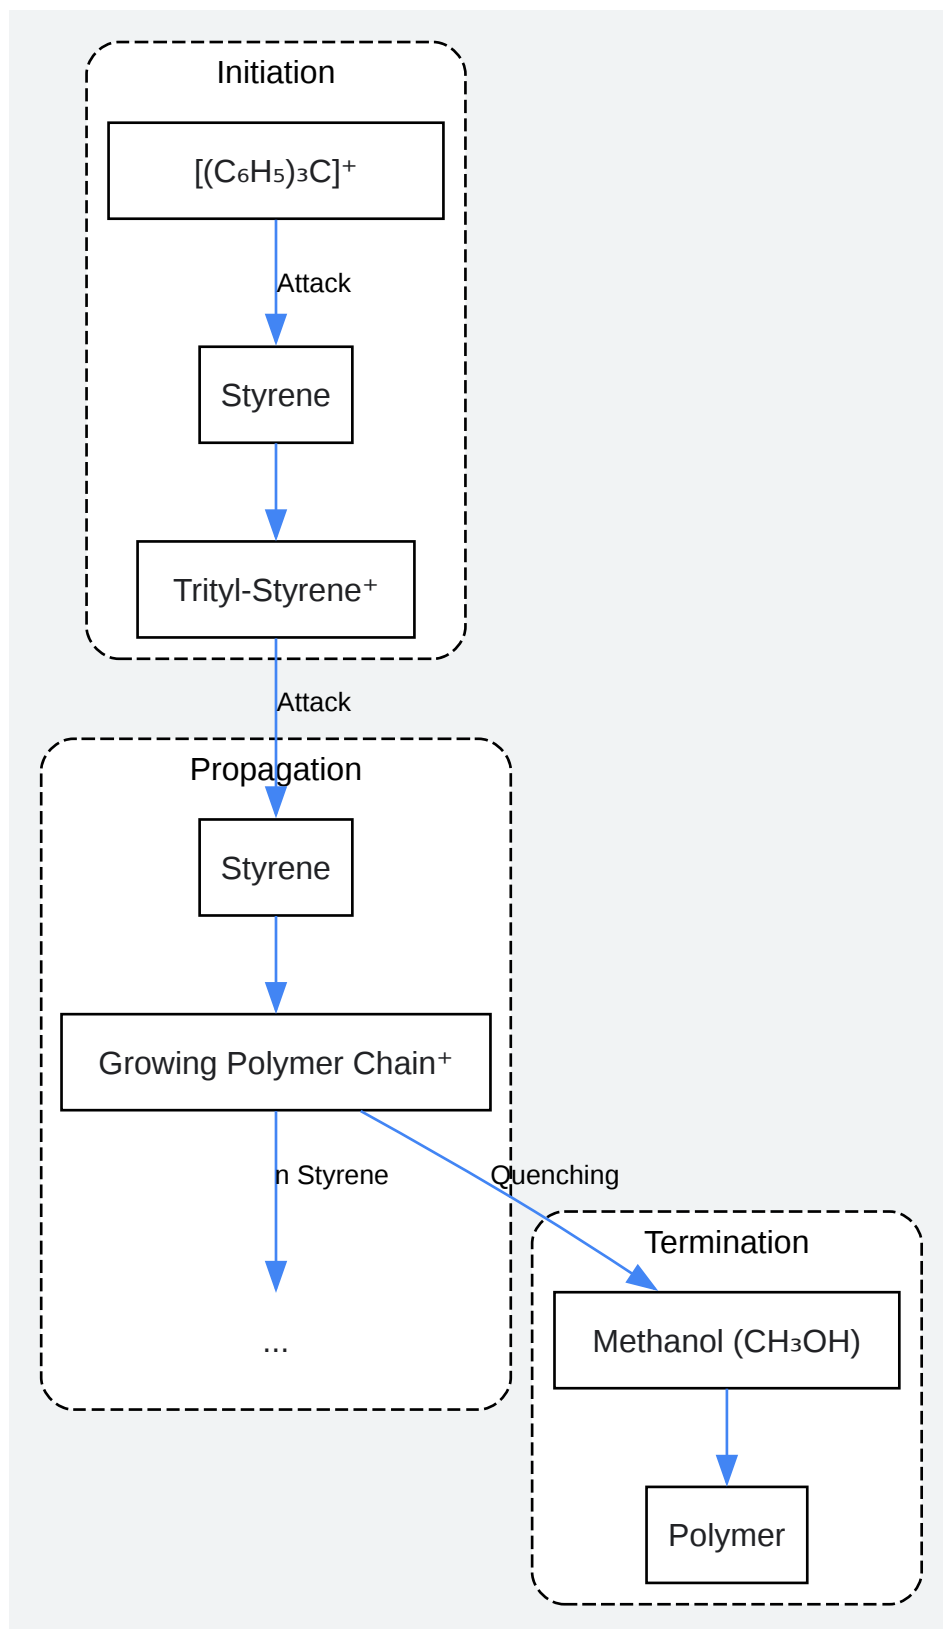 Initiation
[(C₆H₅)₃C]⁺
Attack
Styrene
Trityl-Styrene⁺
Attack
Propagation
Styrene
Growing Polymer Chain⁺
n Styrene
Quenching
...
Termination
Methanol (CH₃OH)
Polymer